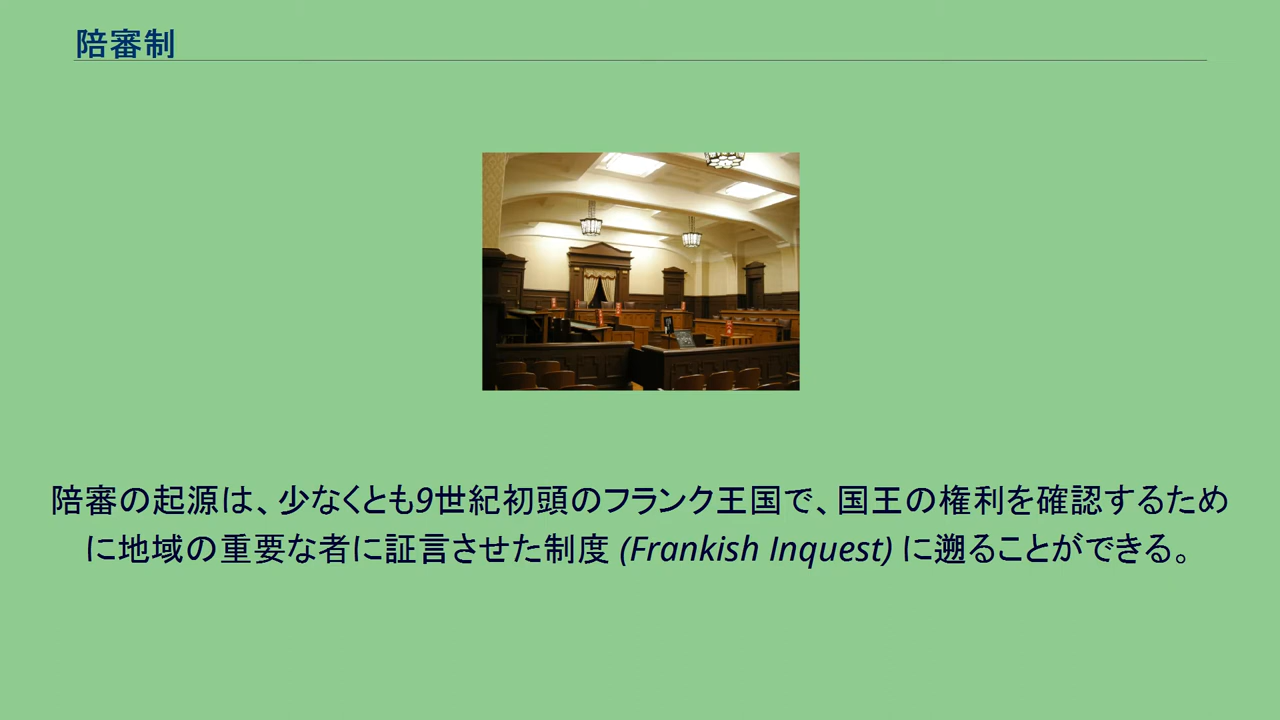 陪審制
陪審の起源は、少なくとも9世紀初頭のフランク王国で、国王の権利を確認するため
に地域の重要な者に証言させた制度 (Frankish Inquest) に遡ることができる。